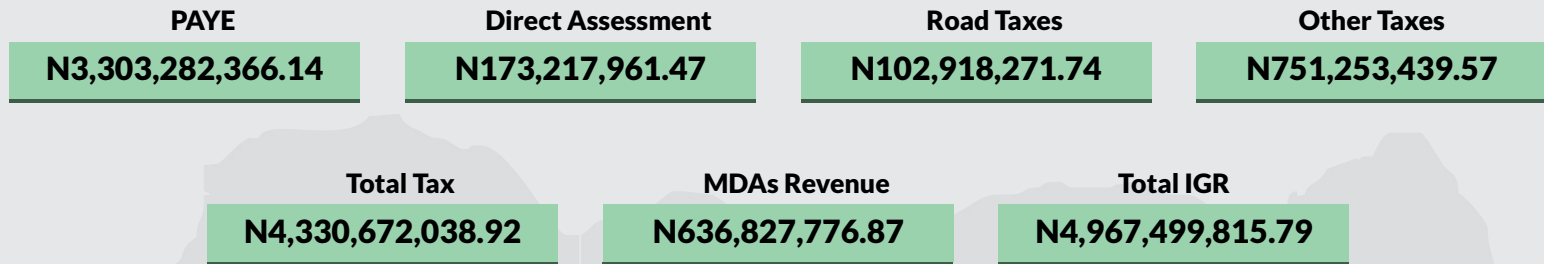 PAYE Direct Assessment Road Taxes Other Taxes
N3,303,282,366.14 N173,217,961.47 N102,918,271.74 N751,253,439.57
Total Tax MDAs Revenue Total IGR
N4,330,672,038.92 N636,827,776.87 N4,967,499,815.79